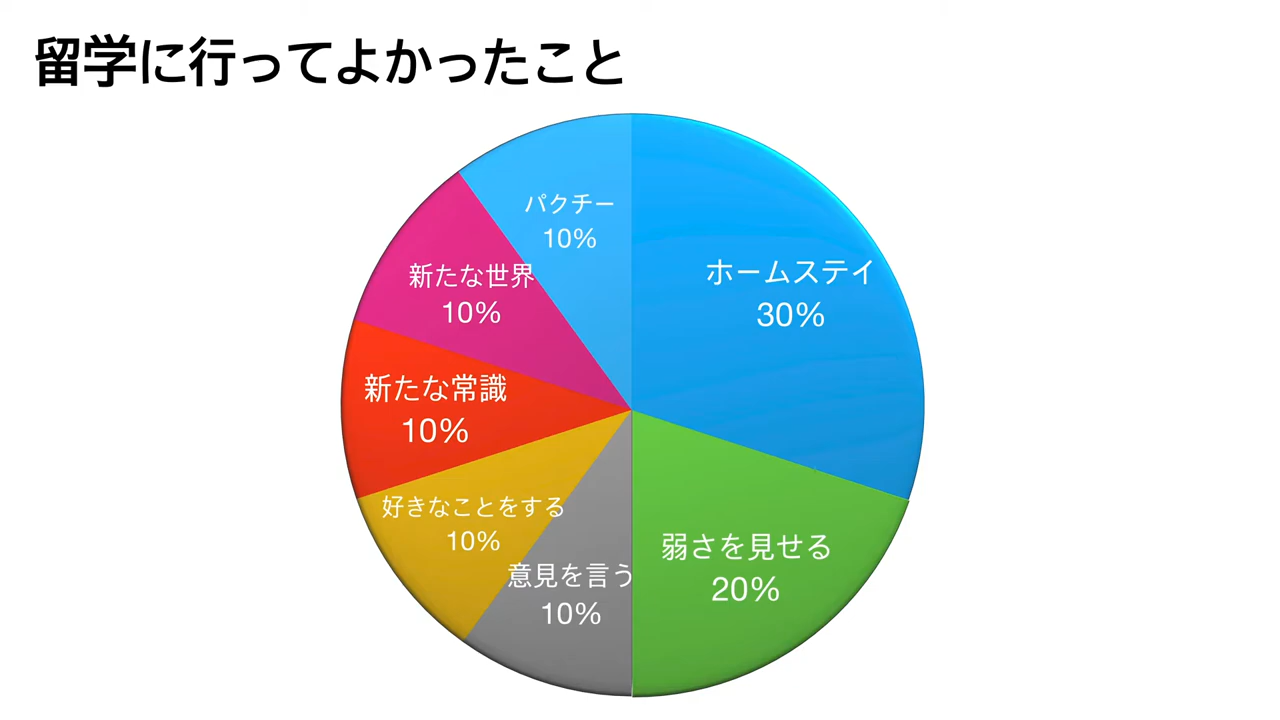 留学に行ってよかったこと
パクチー
10%
ホームステイ
30%
新たな世界
10%
新たな常識
10%
好きなことをする
10%
弱さを見せる
20%
意見を言う
10%